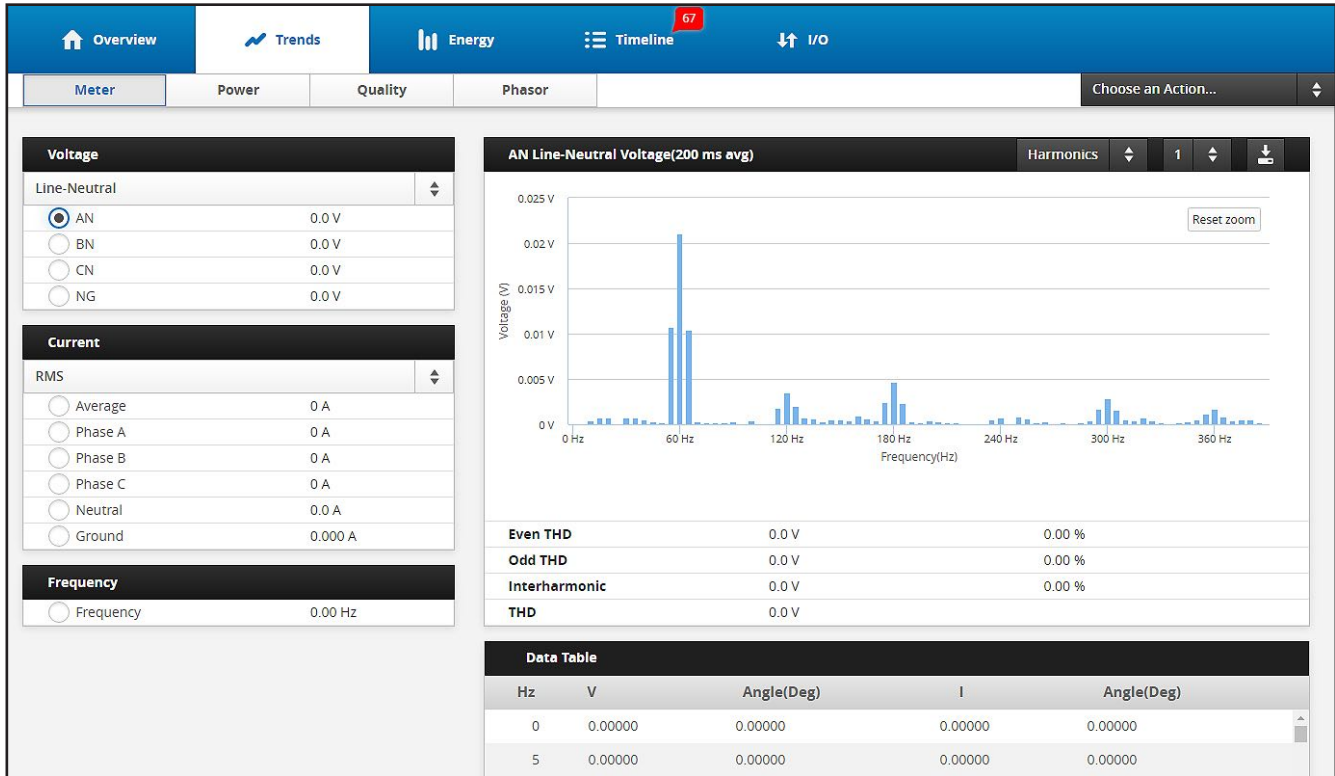 Overview Trends Energy Timeline 67 I/O
Meter Power Quality Phasor Choose an Action...
Voltage
Line-Neutral
AN 0.0 V
BN 0.0 V
CN 0.0 V
NG 0.0 V
Current
RMS
Average 0 A
Phase A 0 A
Phase B 0 A
Phase C 0 A
Neutral 0.0 A
Ground 0.000 A
Frequency
Frequency 0.00 Hz
AN Line-Neutral Voltage(200 ms avg) Harmonics 1
Reset zoom
Voltage (V)
0.025 V
0.02 V
0.015 V
0.01 V
0.005 V
0 V
0 Hz 60 Hz 120 Hz 180 Hz 240 Hz 300 Hz 360 Hz
Frequency(Hz)
Even THD 0.0 V 0.00 %
Odd THD 0.0 V 0.00 %
Interharmonic 0.0 V 0.00 %
THD 0.0 V
Data Table
Hz V Angle(Deg) I Angle(Deg)
0 0.00000 0.00000 0.00000 0.00000
5 0.00000 0.00000 0.00000 0.00000